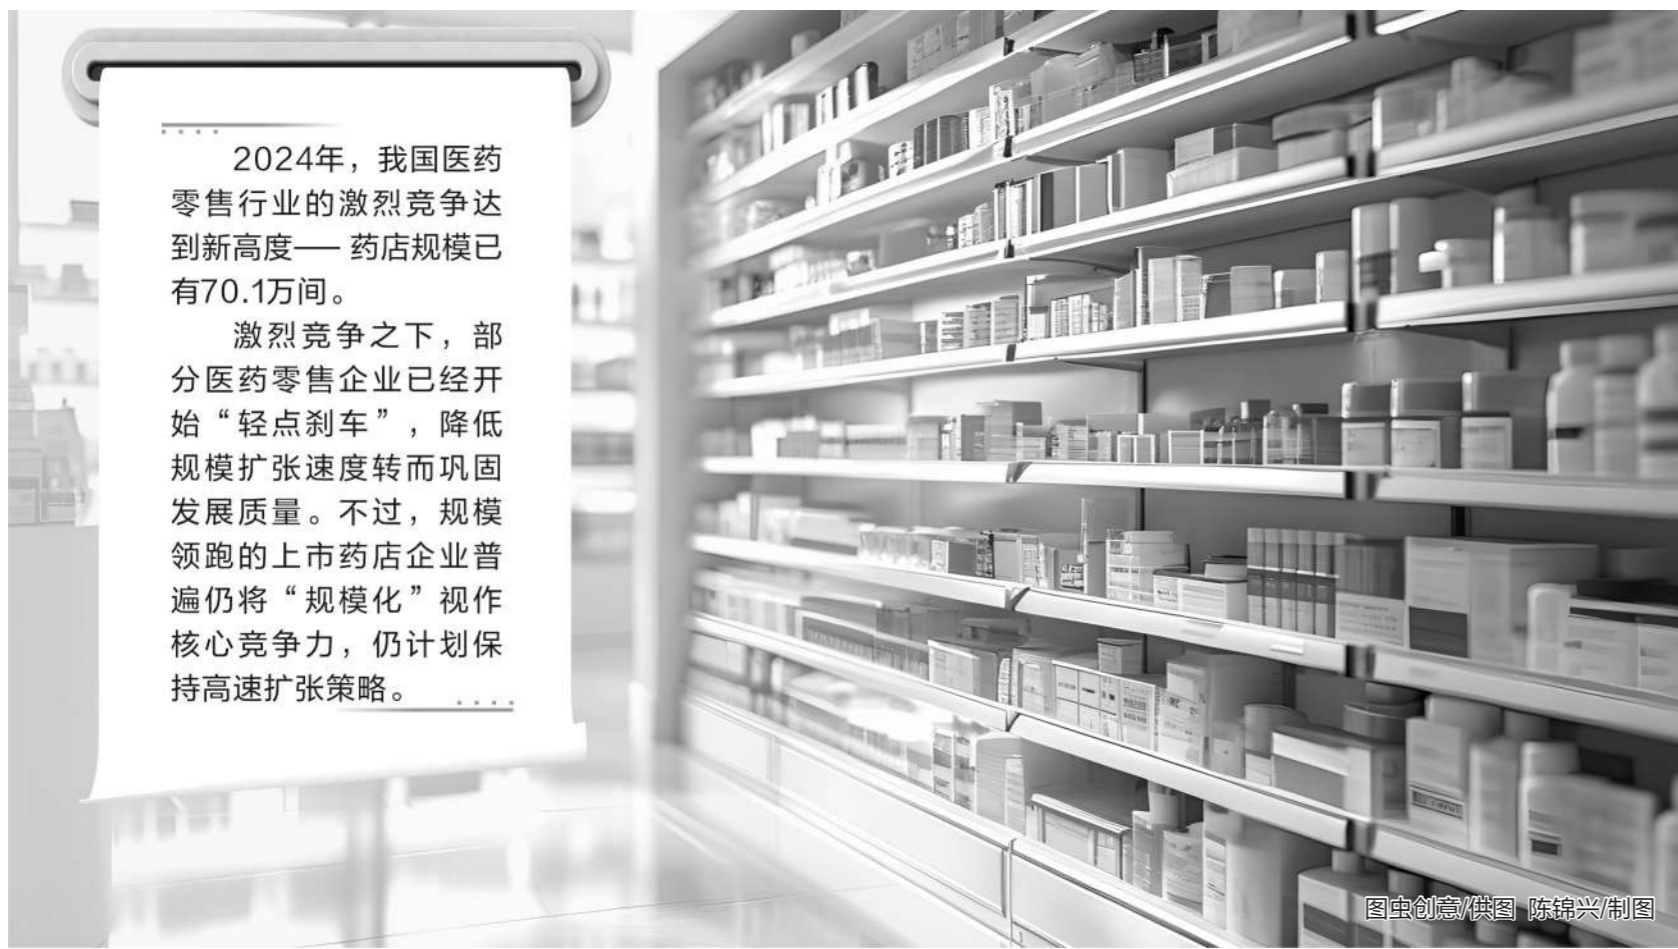 2024年，我国医药
零售行业的激烈竞争达
到新高度——药店规模已
有70.1万间。
激烈竞争之下，部
分医药零售企业已经开
始“轻点刹车”，降低
规模扩张速度转而巩固
发展质量。不过，规模
领跑的上市药店企业普
遍仍将“规模化”视作
核心竞争力，仍计划保
持高速扩张策略。
图虫创意/供图 陈锦兴/制图